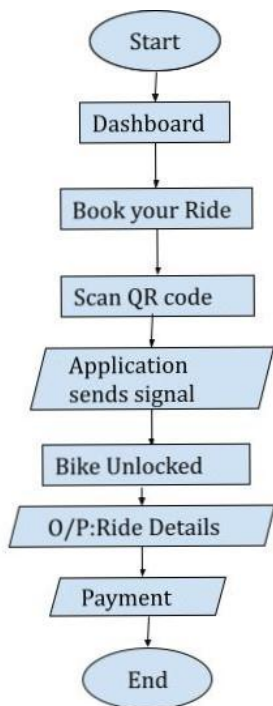 Start
Dashboard
Book your Ride
Scan QR code
Application
sends signal
Bike Unlocked
O/P:Ride Details
Payment
End